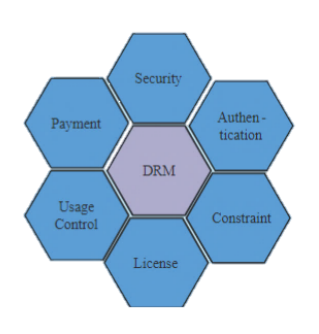 Security
Payment
Authen-
tication
DRM
Usage
Control
Constraint
License